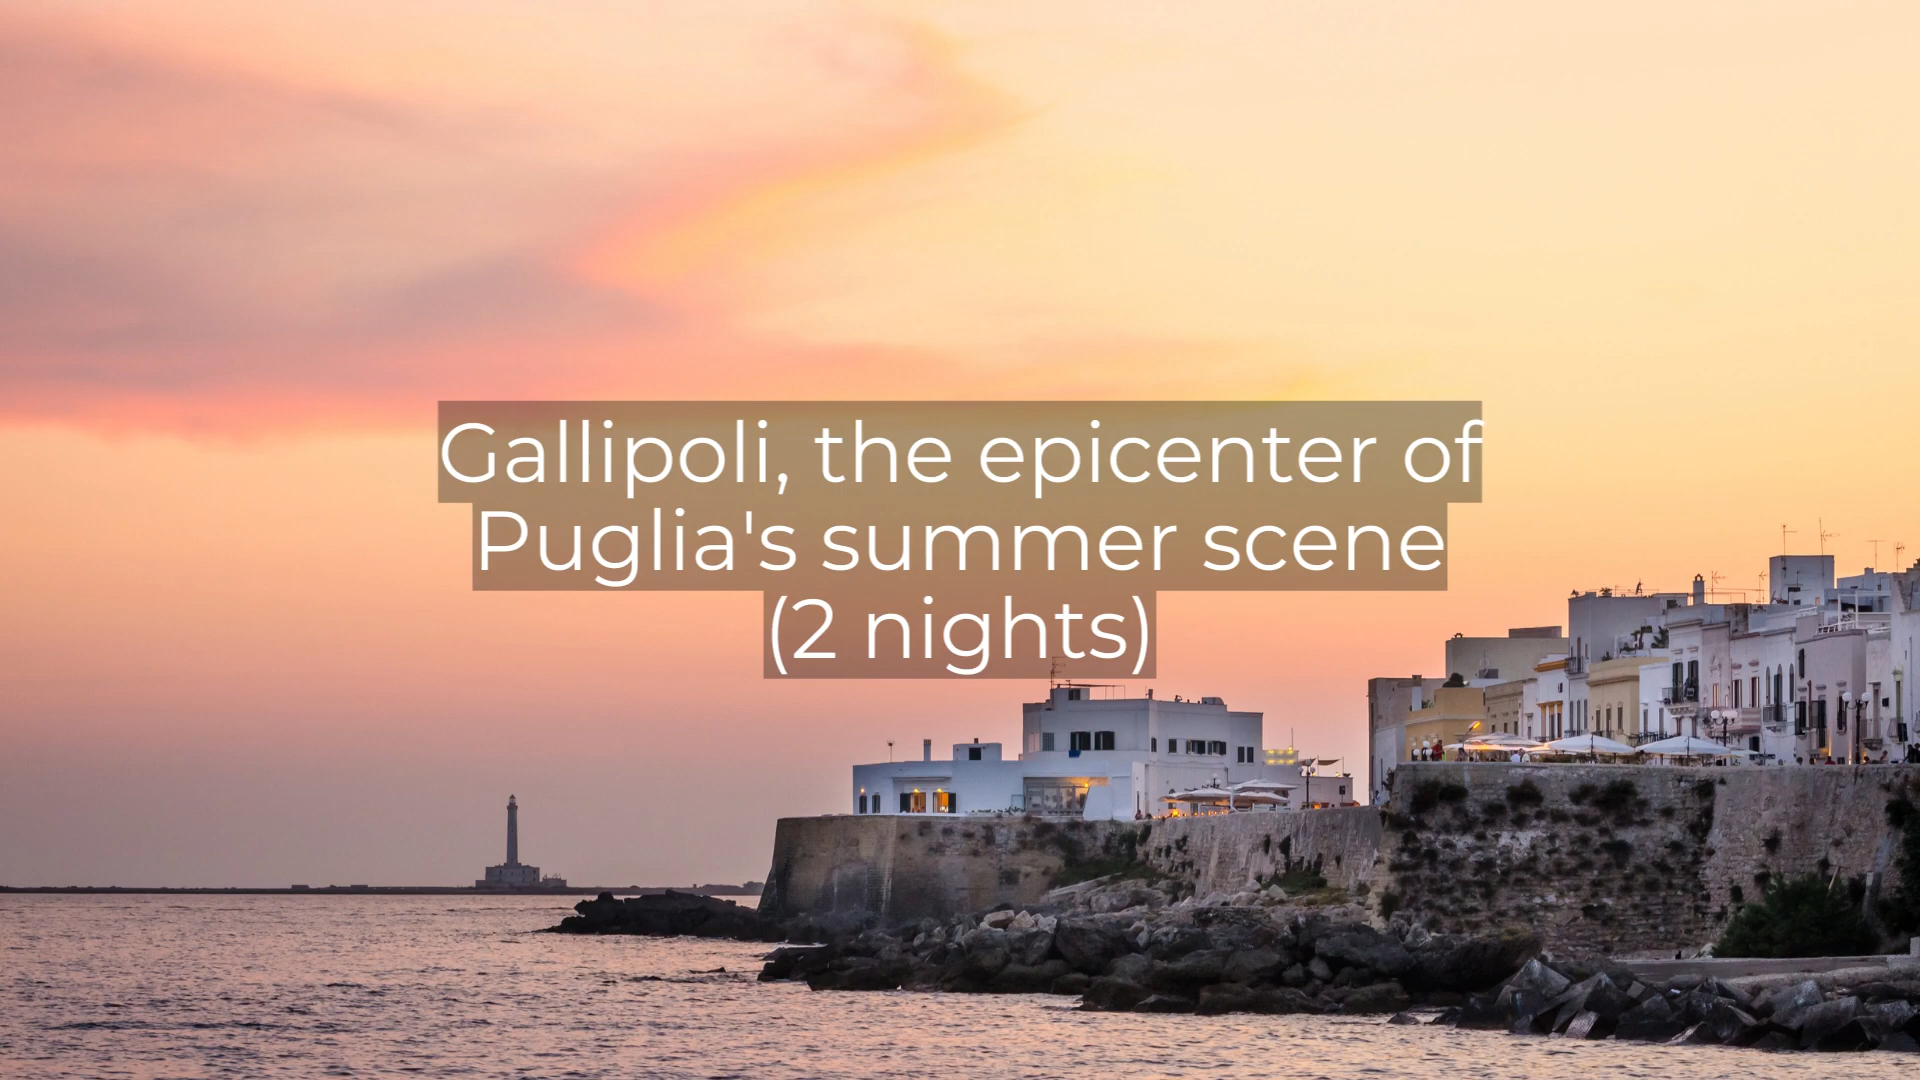 Gallipoli, the epicenter of
Puglia's summer scene
(2 nights)